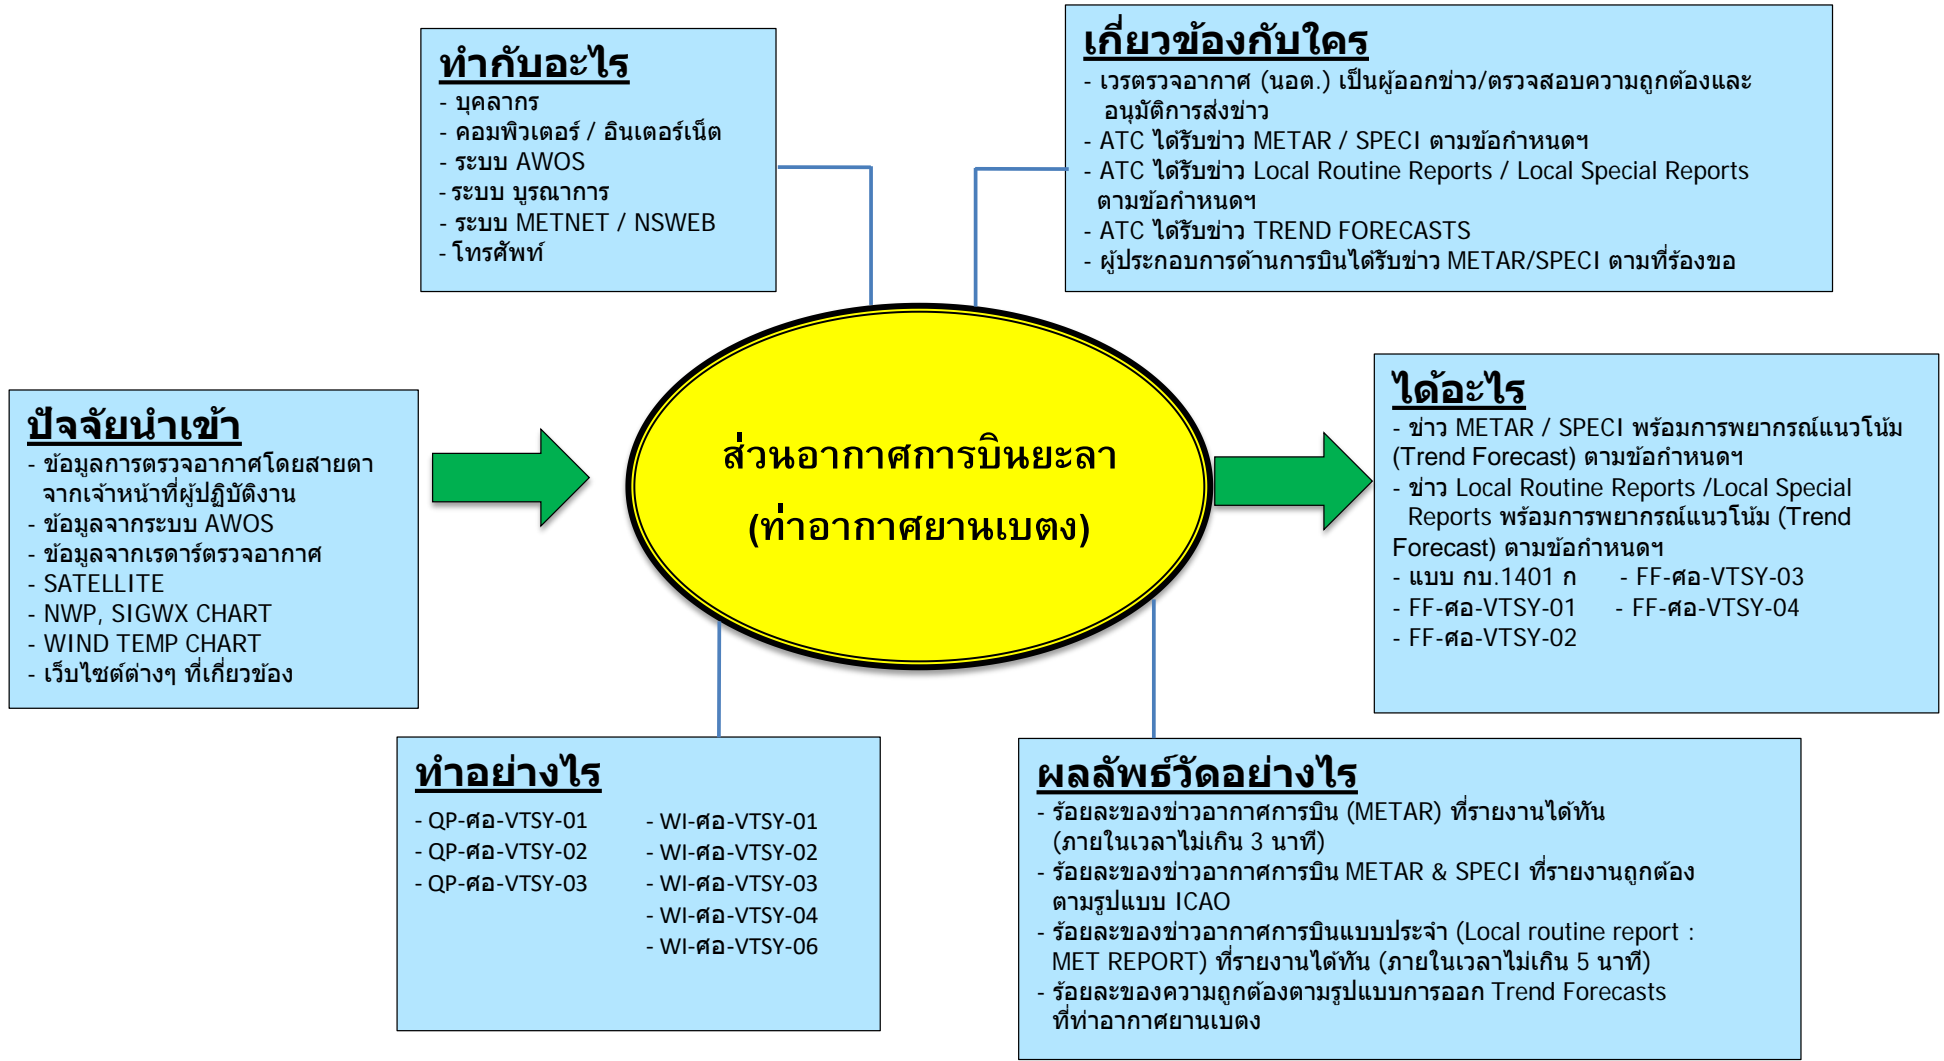 ทำกับอะไร
- บุคลากร
- คอมพิวเตอร์ / อินเตอร์เน็ต
- ระบบ AWOS
- ระบบ บูรณาการ
- ระบบ METNET / NSWEB
- โทรศัพท์
เกี่ยวข้องกับใคร
- เวรตรวจอากาศ (นอต.) เป็นผู้ออกข่าว/ตรวจสอบความถูกต้องและ
อนุมัติการส่งข่าว
- ATC ได้รับข่าว METAR / SPECI ตามข้อกำหนดฯ
- ATC ได้รับข่าว Local Routine Reports / Local Special Reports
ตามข้อกำหนดฯ
- ATC ได้รับข่าว TREND FORECASTS
- ผู้ประกอบการด้านการบินได้รับข่าว METAR/SPECI ตามที่ร้องขอ
ปัจจัยนำเข้า
- ข้อมูลการตรวจอากาศโดยสายตา
จากเจ้าหน้าที่ผู้ปฏิบัติงาน
- ข้อมูลจากระบบ AWOS
- ข้อมูลจากเรดาร์ตรวจอากาศ
- SATELLITE
- NWP, SIGWX CHART
- WIND TEMP CHART
- เว็บไซต์ต่างๆ ที่เกี่ยวข้อง
ส่วนอากาศการบินยะลา
(ท่าอากาศยานเบตง)
ได้อะไร
- ข่าว METAR / SPECI พร้อมการพยากรณ์แนวโน้ม
(Trend Forecast) ตามข้อกำหนดฯ
- ข่าว Local Routine Reports /Local Special
Reports พร้อมการพยากรณ์แนวโน้ม (Trend
Forecast) ตามข้อกำหนดฯ
- แบบ กบ.1401 ก - FF-ศอ-VTSY-03
- FF-ศอ-VTSY-01 - FF-ศอ-VTSY-04
- FF-ศอ-VTSY-02
ทำอย่างไร
- QP-ศอ-VTSY-01 - WI-ศอ-VTSY-01
- QP-ศอ-VTSY-02 - WI-ศอ-VTSY-02
- QP-ศอ-VTSY-03 - WI-ศอ-VTSY-03
- WI-ศอ-VTSY-04
- WI-ศอ-VTSY-06
ผลลัพธ์วัดอย่างไร
- ร้อยละของข่าวอากาศการบิน (METAR) ที่รายงานได้ทัน
(ภายในเวลาไม่เกิน 3 นาที)
- ร้อยละของข่าวอากาศการบิน METAR & SPECI ที่รายงานถูกต้อง
ตามรูปแบบ ICAO
- ร้อยละของข่าวอากาศการบินแบบประจำ (Local routine report :
MET REPORT) ที่รายงานได้ทัน (ภายในเวลาไม่เกิน 5 นาที)
- ร้อยละของความถูกต้องตามรูปแบบการออก Trend Forecasts
ที่ท่าอากาศยานเบตง